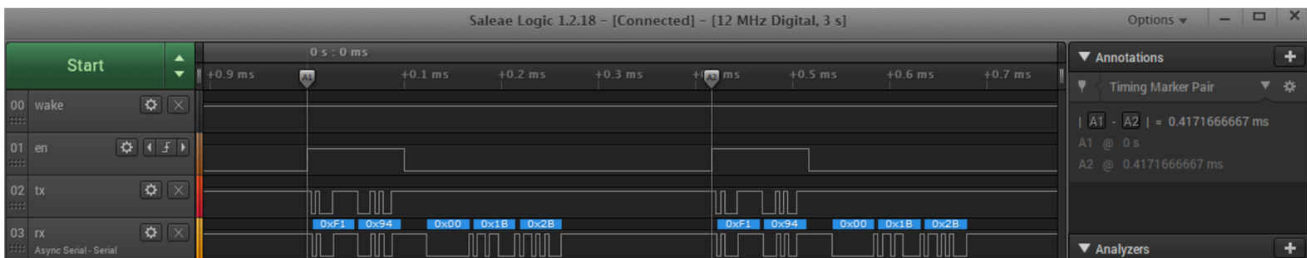 Saleae Logic 1.2.18 - [Connected] - [12 MHz Digital, 3 s]
Options
Start
0 s : 0 ms
+0.9 ms A1 +0.1 ms +0.2 ms +0.3 ms A2 ms +0.5 ms +0.6 ms +0.7 ms
Annotations
Timing Marker Pair
| A1 - A2 | = 0.4171666667 ms
A1 @ 0 s
A2 @ 0.4171666667 ms
00 wake
01 en
02 tx
0xF1 0x94 0x00 0x1B 0x2B 0xF1 0x94 0x00 0x1B 0x2B
03 rx
Async Serial - Serial
Analyzers